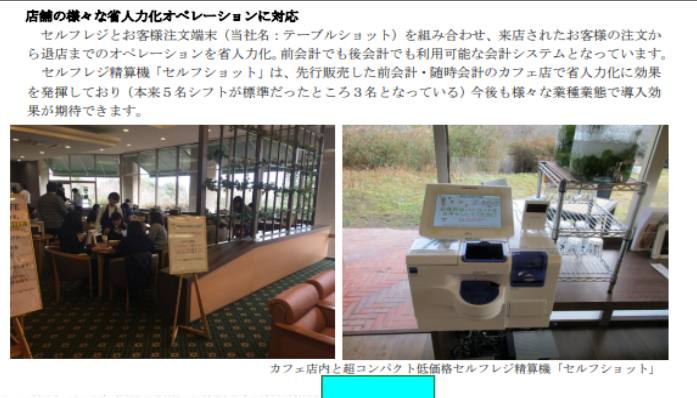 店舗の様々な省人力化オペレーションに対応
セルフレジとお客様注文端末（当社名：テーブルショット）を組み合わせ、来店されたお客様の注文か
ら退店までのオペレーションを省人力化。前会計でも後会計でも利用可能な会計システムとなっています。
セルフレジ精算機「セルフショット」は、先行販売した前会計・随時会計のカフェ店で省人力化に効果
を発揮しており（本来５名シフトが標準だったところ３名となっている）今後も様々な業種業態で導入効
果が期待できます。
カフェ店内と超コンパクト低価格セルフレジ精算機「セルフショット」